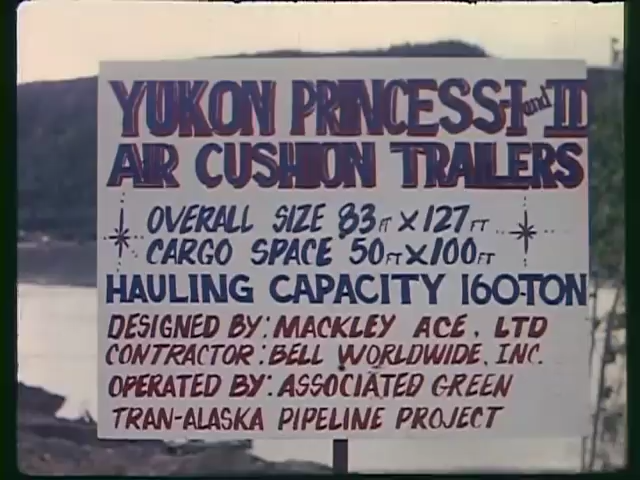 YUKON PRINCESS-I and II
AIR CUSHION TRAILERS
OVERALL SIZE 83FT X 127FT
CARGO SPACE 50FT X 100FT
HAULING CAPACITY 160-TON
DESIGNED BY: MACKLEY ACE. LTD
CONTRACTOR: BELL WORLDWIDE. INC.
OPERATED BY: ASSOCIATED GREEN
TRAN-ALASKA PIPELINE PROJECT